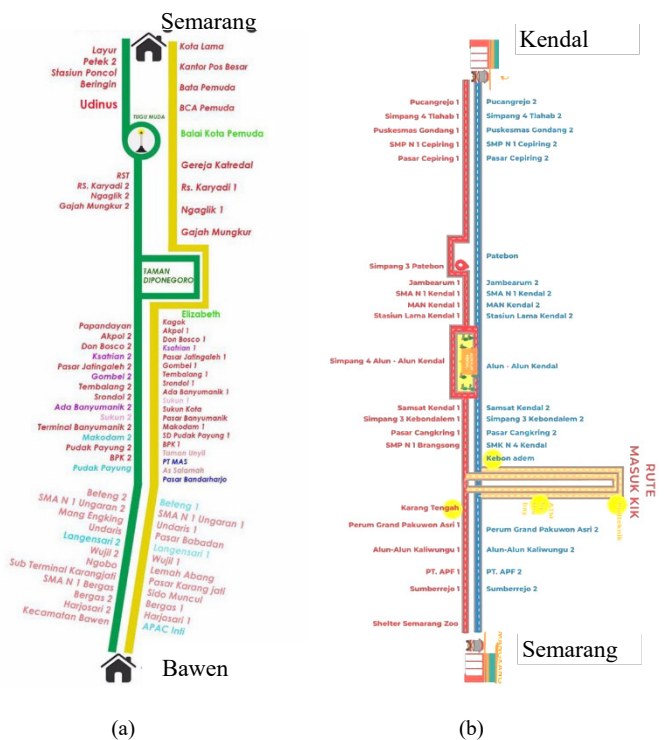 Semarang
Layur
Petek 2
Stasiun Poncol
Beringin
Udinus
TUGU MUDA
RST
RS. Karyadi 2
Ngaglik 2
Gajah Mungkur 2
TAMAN
DIPONEGORO
Papandayan
Akpol 2
Don Bosco 2
Ksatrian 2
Pasar Jatingaleh 2
Gombel 2
Tembalang 2
Srondol 2
Ada Banyumanik 2
Sukun 2
Terminal Banyumanik 2
Makodam 2
Pudak Payung 2
BPK 2
Pudak Payung
Beteng 2
SMA N 1 Ungaran 2
Mang Engking
Undaris
Langensari 2
Wujil 2
Ngobo
Sub Terminal Karangjati
SMA N 1 Bergas
Bergas 2
Harjosari 2
Kecamatan Bawen
Kota Lama
Kantor Pos Besar
Bata Pemuda
BCA Pemuda
Balai Kota Pemuda
Gereja Katredal
Rs. Karyadi 1
Ngaglik 1
Gajah Mungkur
Elizabeth
Kagok
Akpol 1
Don Bosco 1
Ksatrian 1
Pasar Jatingaleh 1
Gombel 1
Tembalang 1
Srondol 1
Ada Banyumanik 1
Sukun 1
Sukun Kota
Pasar Banyumanik
Makodam 1
SD Pudak Payung 1
BPK 1
Taman Unyil
PT MAS
As Salamah
Pasar Bandarharjo
Beteng 1
SMA N 1 Ungaran 1
Undaris 1
Pasar Babadan
Langensari 1
Wujil 1
Lemah Abang
Pasar Karang jati
Sido Muncul
Bergas 1
Harjosari 1
APAC Inti
Bawen
(a)
Kendal
Pucangrejo 1
Simpang 4 Tlahab 1
Puskesmas Gondang 1
SMP N 1 Cepiring 1
Pasar Cepiring 1
Simpang 3 Patebon
Jambearum 1
SMA N 1 Kendal 1
MAN Kendal 1
Stasiun Lama Kendal 1
Simpang 4 Alun - Alun Kendal
Samsat Kendal 1
Simpang 3 Kebondalem 1
Pasar Cangkring 1
SMP N 1 Brangsong
Karang Tengah
Perum Grand Pakuwon Asri 1
Alun-Alun Kaliwungu 1
PT. APF 1
Sumberrejo 1
Shelter Semarang Zoo
Pucangrejo 2
Simpang 4 Tlahab 2
Puskesmas Gondang 2
SMP N 1 Cepiring 2
Pasar Cepiring 2
Patebon
Jambearum 2
SMA N 1 Kendal 2
MAN Kendal 2
Stasiun Lama Kendal 2
Alun - Alun Kendal
Samsat Kendal 2
Simpang 3 Kebondalem 2
Pasar Cangkring 2
SMK N 4 Kendal
Kebon adem
RUTE
MASUK KIK
Perum Grand Pakuwon Asri 2
Alun-Alun Kaliwungu 2
PT. APF 2
Sumberrejo 2
Semarang
(b)